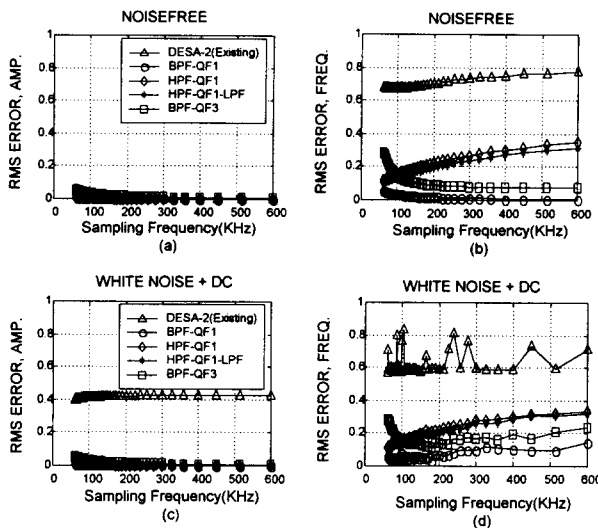 NOISEFREE
NOISEFREE
RMS ERROR, AMP.
1
0.8
0.6
0.4
0.2
0
DESA-2(Existing)
BPF-QF1
HPF-QF1
HPF-QF1-LPF
BPF-QF3
0 100 200 300 400 500 600
Sampling Frequency(KHz)
(a)
RMS ERROR, FREQ.
1
0.8
0.6
0.4
0.2
0
0 100 200 300 400 500 600
Sampling Frequency(KHz)
(b)
WHITE NOISE + DC
WHITE NOISE + DC
RMS ERROR, AMP.
1
0.8
0.6
0.4
0.2
0
DESA-2(Existing)
BPF-QF1
HPF-QF1
HPF-QF1-LPF
BPF-QF3
0 100 200 300 400 500 600
Sampling Frequency(KHz)
(c)
RMS ERROR, FREQ.
1
0.8
0.6
0.4
0.2
0
0 100 200 300 400 500 600
Sampling Frequency(KHz)
(d)